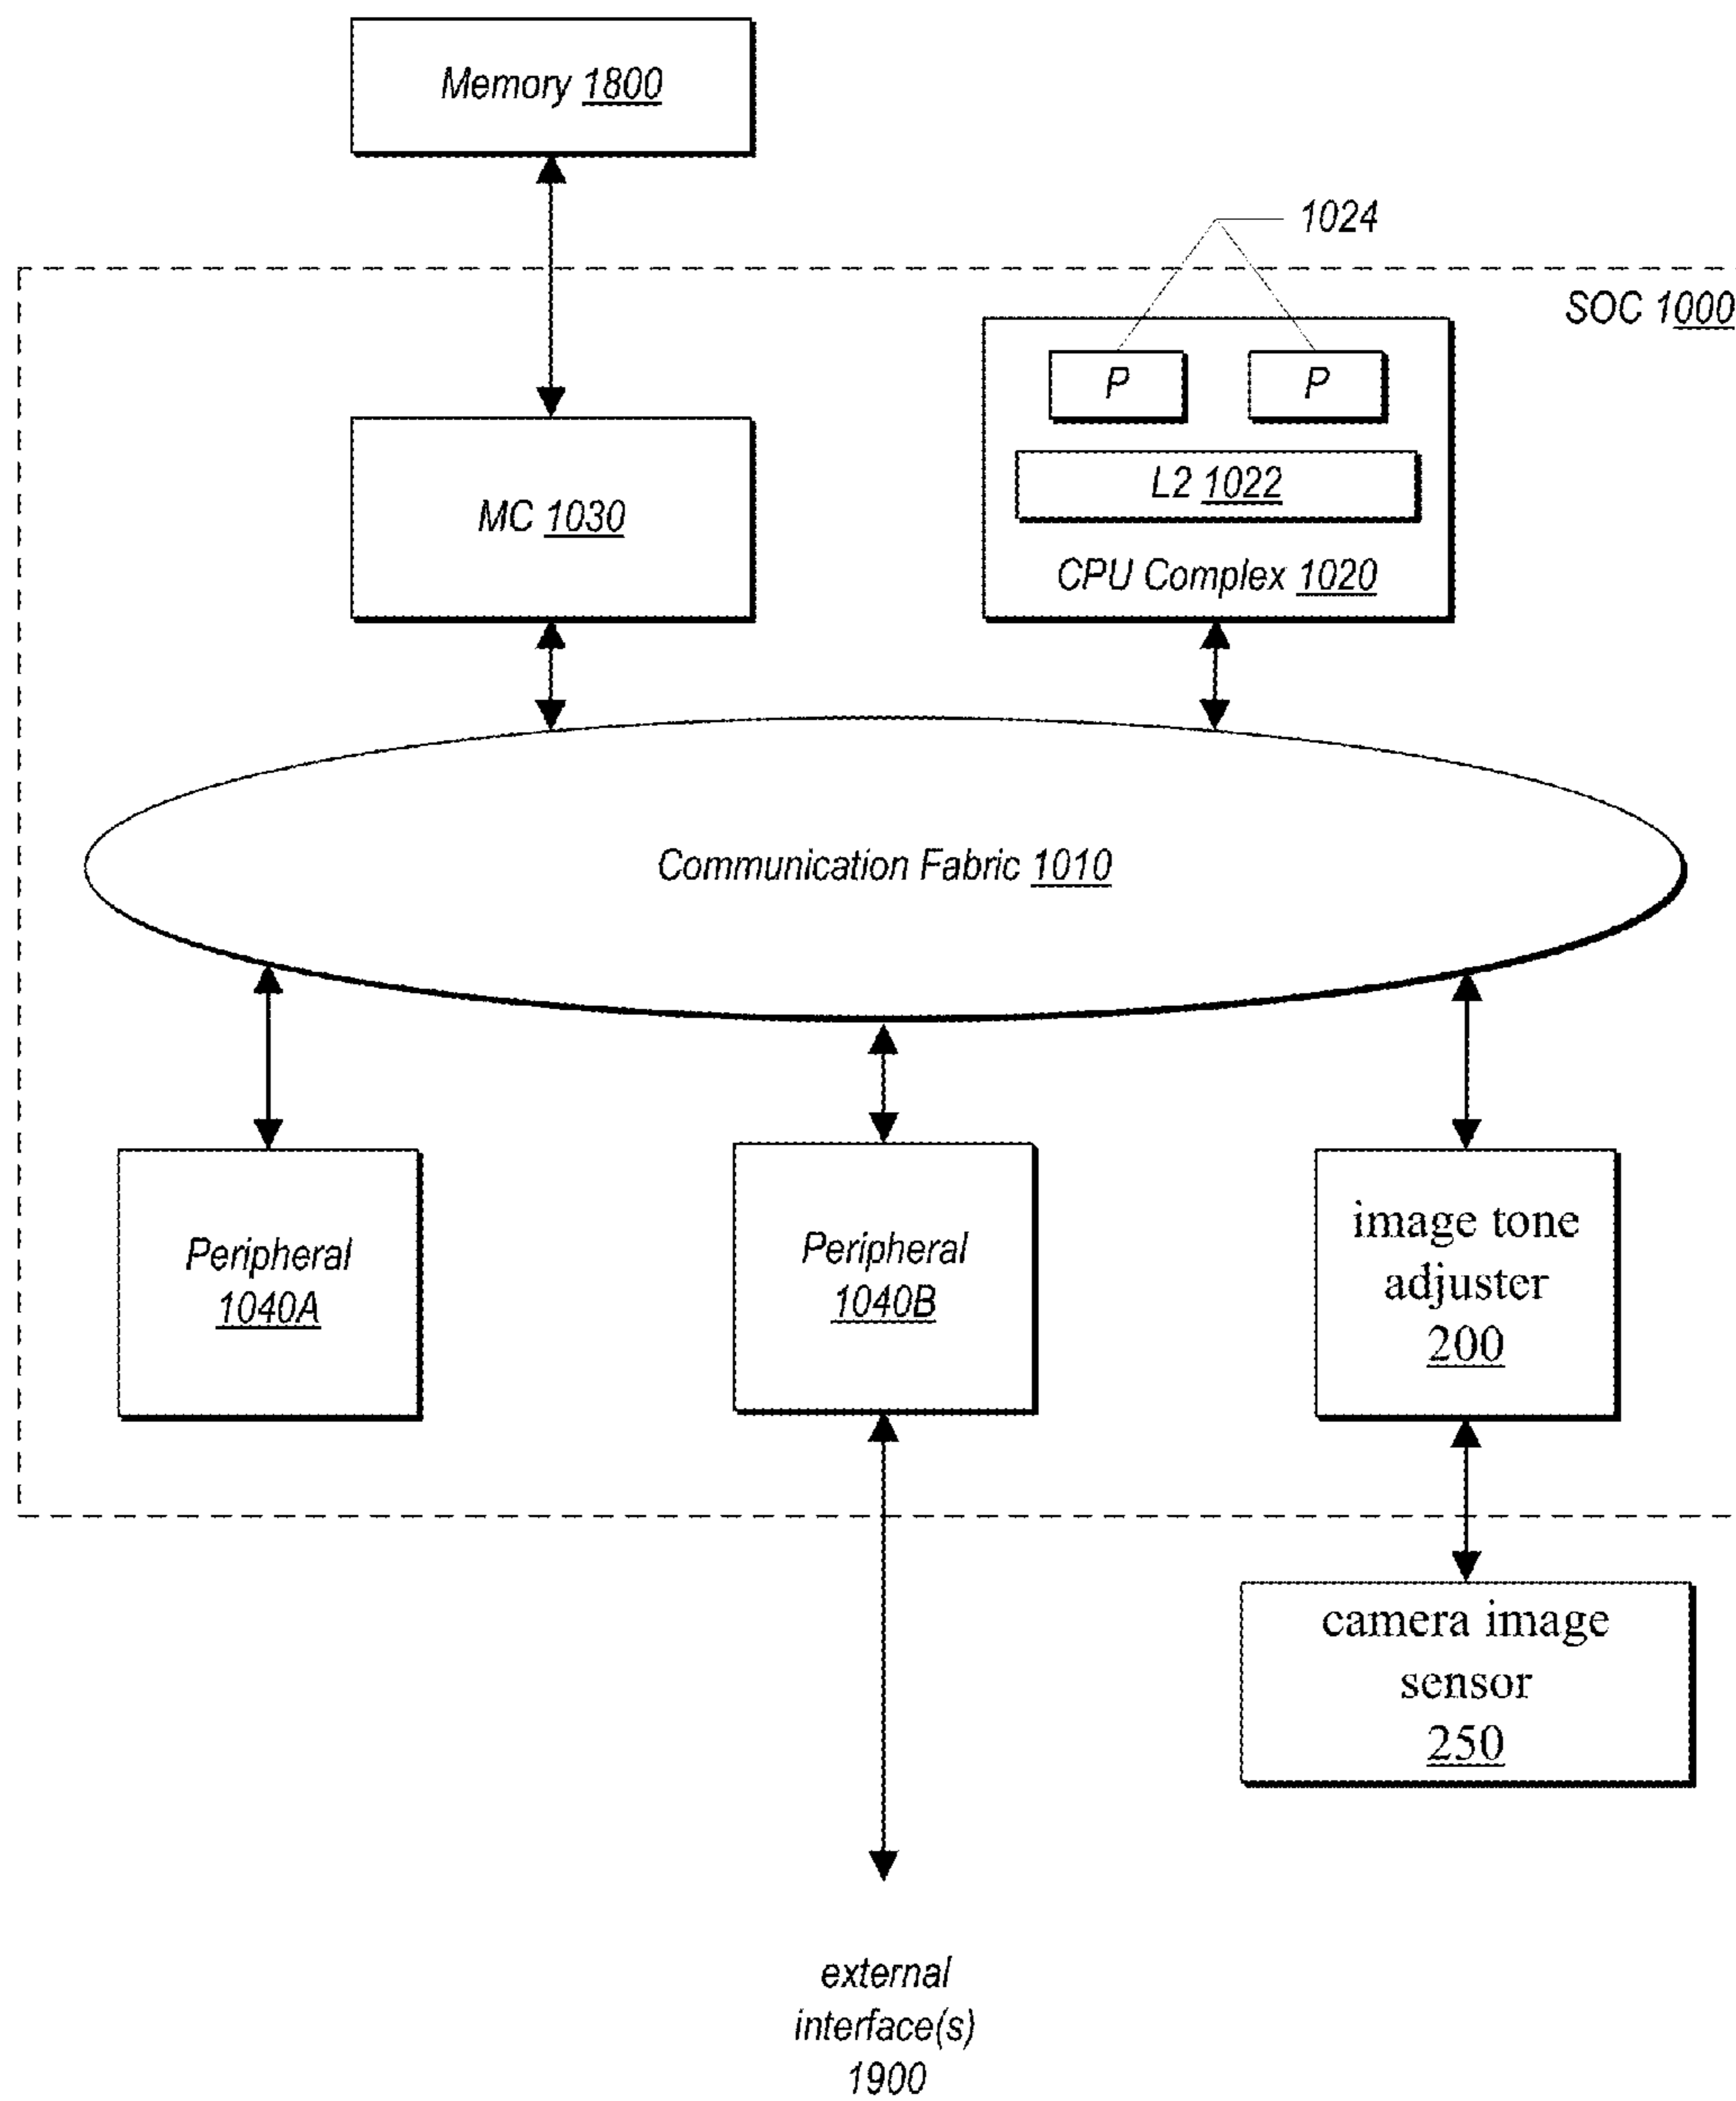 Memory 1800
1024
SOC 1000
P
P
L2 1022
MC 1030
CPU Complex 1020
Communication Fabric 1010
Peripheral
1040A
Peripheral
1040B
image tone
adjuster
200
camera image
sensor
250
external
interface(s)
1900